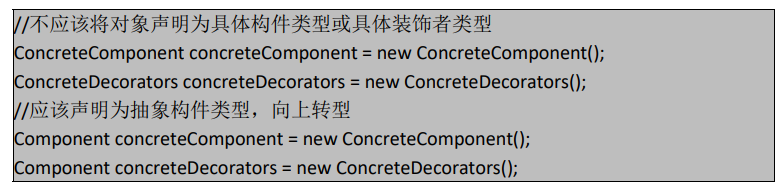 //不应该将对象声明为具体构件类型或具体装饰者类型
ConcreteComponent concreteComponent = new ConcreteComponent();
ConcreteDecorators concreteDecorators = new ConcreteDecorators();
//应该声明为抽象构件类型，向上转型
Component concreteComponent = new ConcreteComponent();
Component concreteDecorators = new ConcreteDecorators();